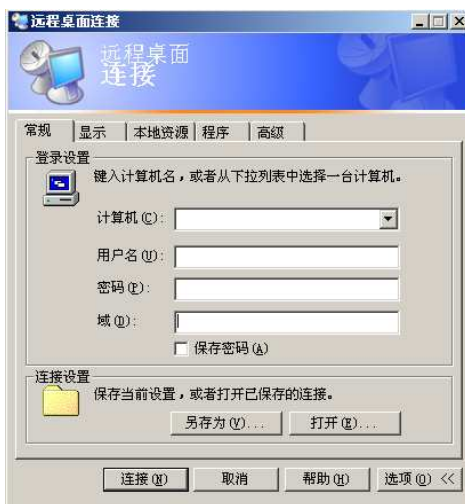 远程桌面连接
远程桌面
连接
常规 显示 本地资源 程序 高级
登录设置
键入计算机名，或者从下拉列表中选择一台计算机。
计算机(C):
用户名(U):
密码(P):
域(D):
保存密码(A)
连接设置
保存当前设置，或者打开已保存的连接。
另存为(V)... 打开(E)...
连接(N) 取消 帮助(H) 选项(O) <<